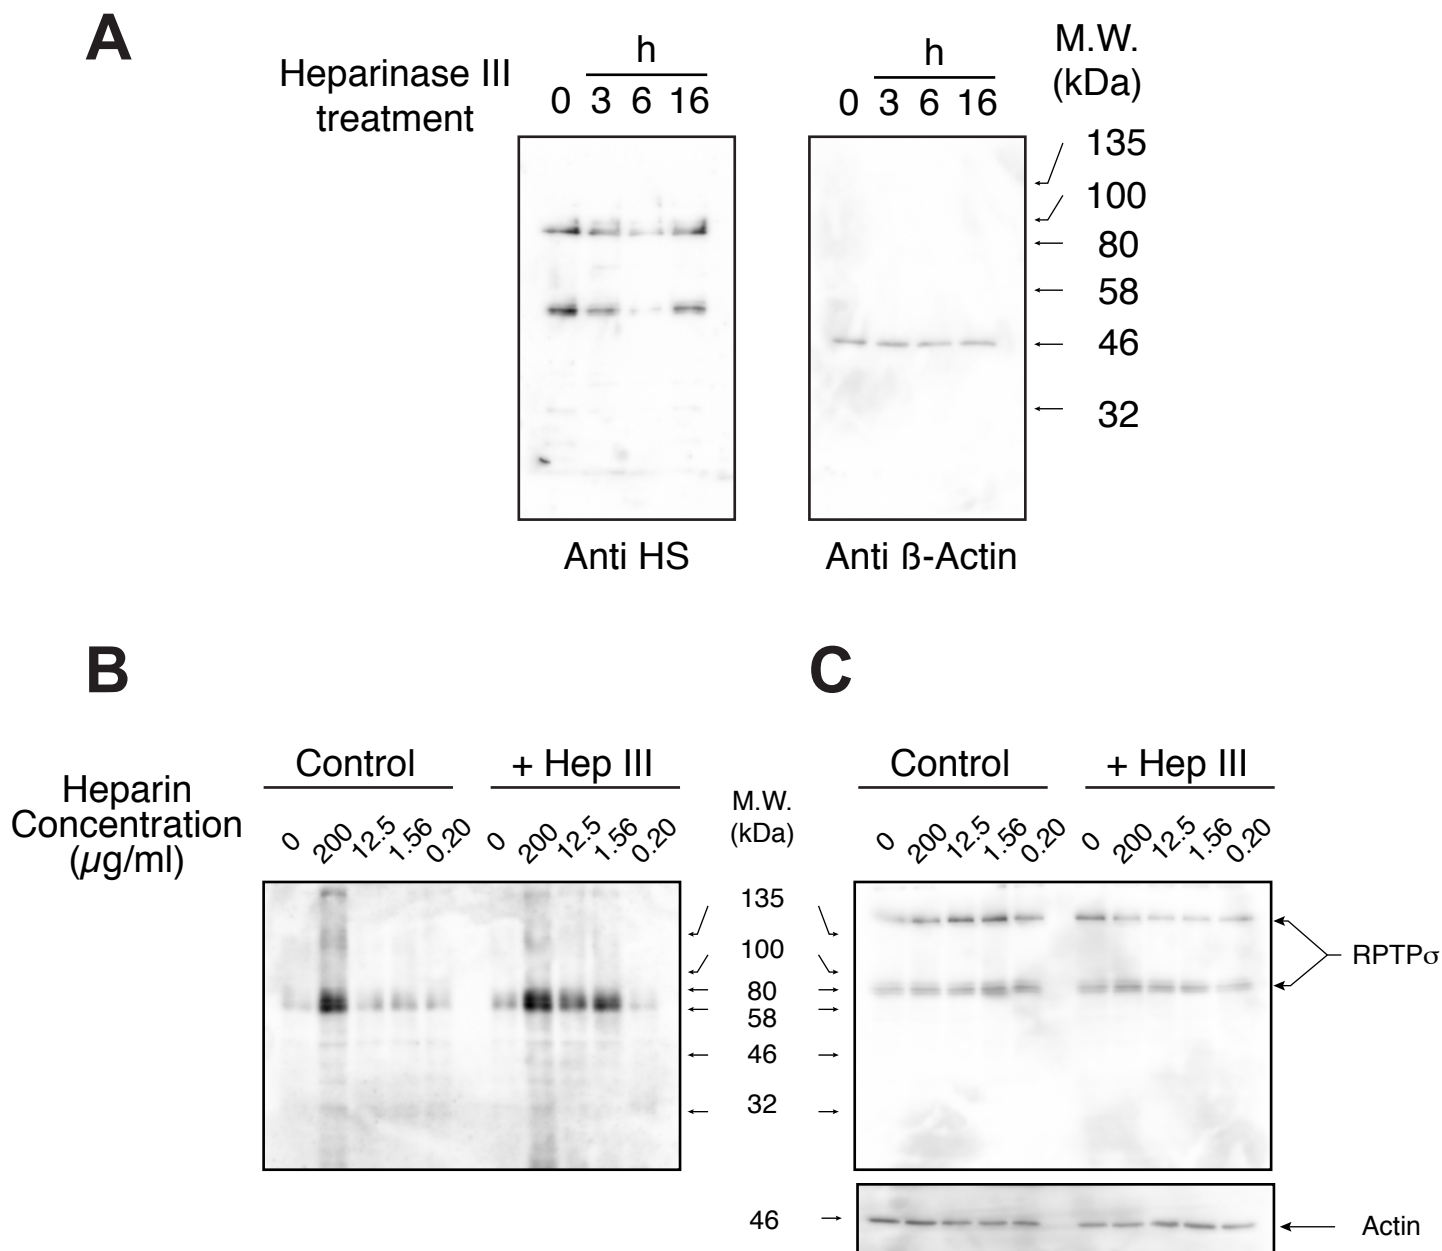 A
Heparinase III
treatment
h
0 3 6 16
h
0 3 6 16
M.W.
(kDa)
135
100
80
58
46
32
Anti HS
Anti ß-Actin
B
Heparin
Concentration
(µg/ml)
Control
+ Hep III
0 200 12.5 1.56 0.20
0 200 12.5 1.56 0.20
M.W.
(kDa)
135
100
80
58
46
32
46
C
Control
+ Hep III
0 200 12.5 1.56 0.20
0 200 12.5 1.56 0.20
RPTPσ
Actin